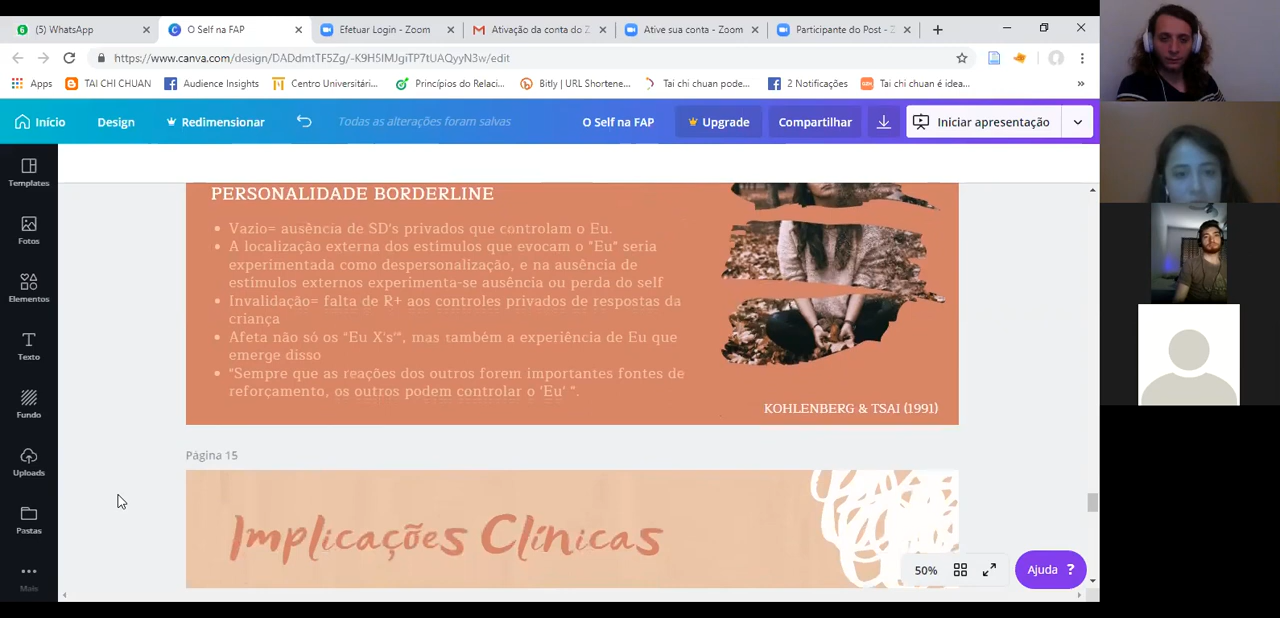 (5) WhatsApp
O Self na FAP
Efetuar Login - Zoom
Ativação da conta do Z
Ative sua conta - Zoom
Participante do Post - Z
https://www.canva.com/design/DADdmtTF5Zg/-K9H5IMJgiTP7tUAQyyN3w/edit
Apps
TAI CHI CHUAN
Audience Insights
Centro Universitári...
Princípios do Relaci...
Bitly | URL Shortene...
Tai chi chuan pode...
2 Notificações
Tai chi chuan é idea...
»
Início
Design
Redimensionar
Todas as alterações foram salvas
O Self na FAP
Upgrade
Compartilhar
Iniciar apresentação
Templates
Fotos
Elementos
Texto
Fundo
Uploads
Pastas
Mais
PERSONALIDADE BORDERLINE
• Vazio= ausência de SD's privados que controlam o Eu.
• A localização externa dos estímulos que evocam o "Eu" seria
experimentada como despersonalização, e na ausência de
estímulos externos experimenta-se ausência ou perda do self
• Invalidação= falta de R+ aos controles privados de respostas da
criança
• Afeta não só os "Eu X's"", mas também a experiência de Eu que
emerge disso
• "Sempre que as reações dos outros forem importantes fontes de
reforçamento, os outros podem controlar o 'Eu' ".
KOHLENBERG & TSAI (1991)
Página 15
Implicações Clínicas
50%
Ajuda ?